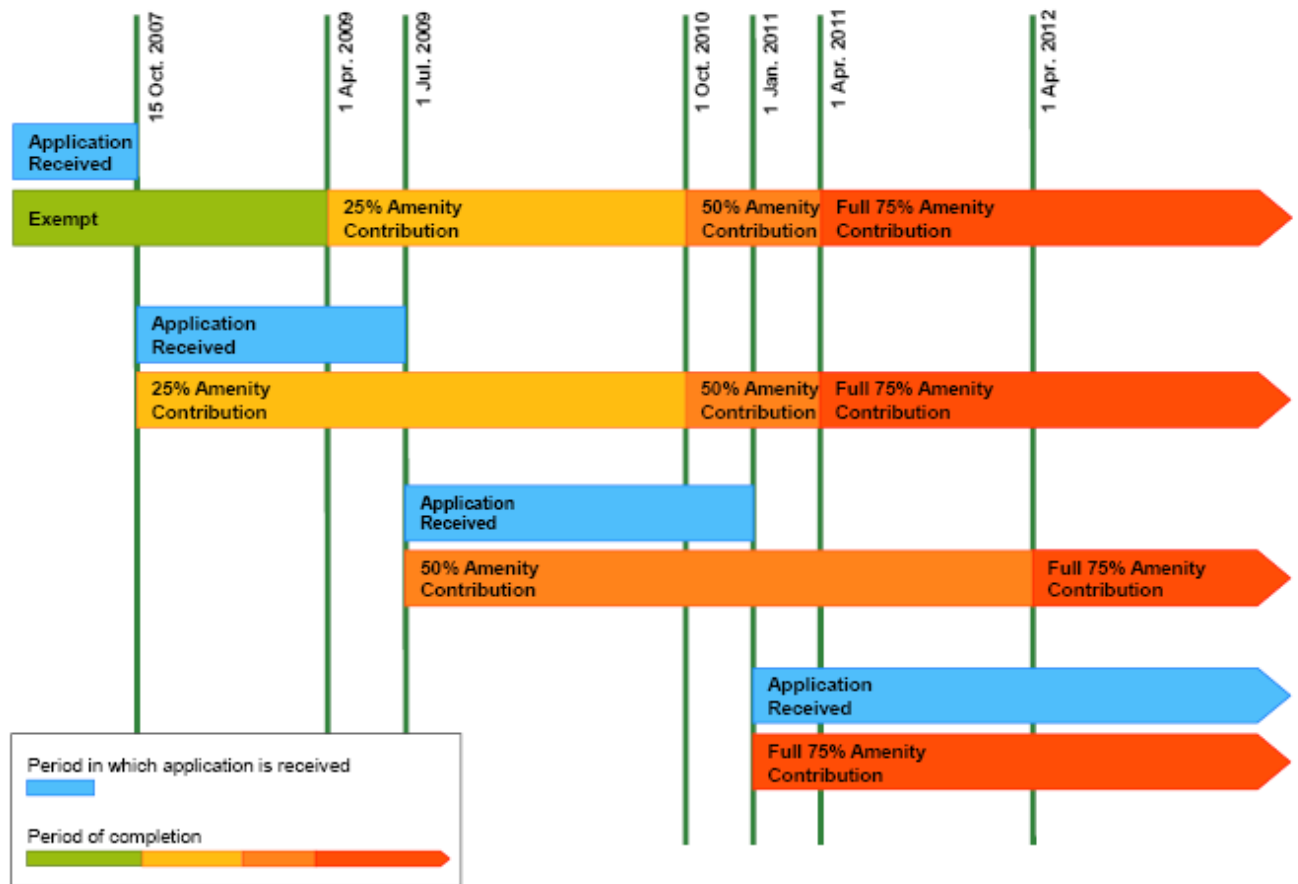 15 Oct. 2007
1 Apr. 2009
1 Jul. 2009
1 Oct. 2010
1 Jan. 2011
1 Apr. 2011
1 Apr. 2012
Application
Received
Exempt
25% Amenity
Contribution
50% Amenity
Contribution
Full 75% Amenity
Contribution
Application
Received
25% Amenity
Contribution
50% Amenity
Contribution
Full 75% Amenity
Contribution
Application
Received
50% Amenity
Contribution
Full 75% Amenity
Contribution
Application
Received
Full 75% Amenity
Contribution
Period in which application is received
Period of completion